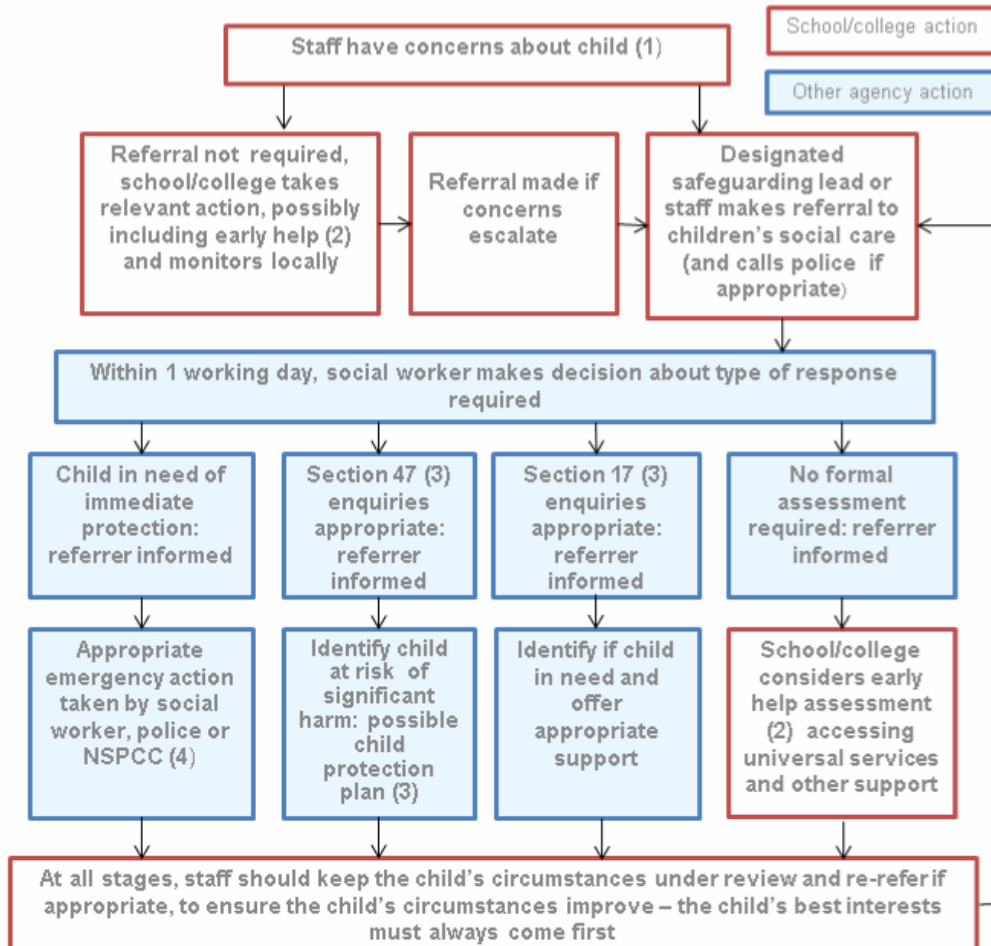 School/college action
Staff have concerns about child (1)
Other agency action
Referral not required,
school/college takes
relevant action, possibly
including early help (2)
and monitors locally
Referral made if
concerns
escalate
Designated
safeguarding lead or
staff makes referral to
children's social care
(and calls police if
appropriate)
Within 1 working day, social worker makes decision about type of response
required
Child in need of
immediate
protection:
referrer informed
Section 47 (3)
enquiries
appropriate:
referrer
informed
Section 17 (3)
enquiries
appropriate:
referrer
informed
No formal
assessment
required: referrer
informed
Appropriate
emergency action
taken by social
worker, police or
NSPCC (4)
Identify child
at risk of
significant
harm: possible
child
protection
plan (3)
Identify if child
in need and
offer
appropriate
support
School/college
considers early
help assessment
(2) accessing
universal services
and other support
At all stages, staff should keep the child's circumstances under review and re-refer if
appropriate, to ensure the child's circumstances improve – the child's best interests
must always come first